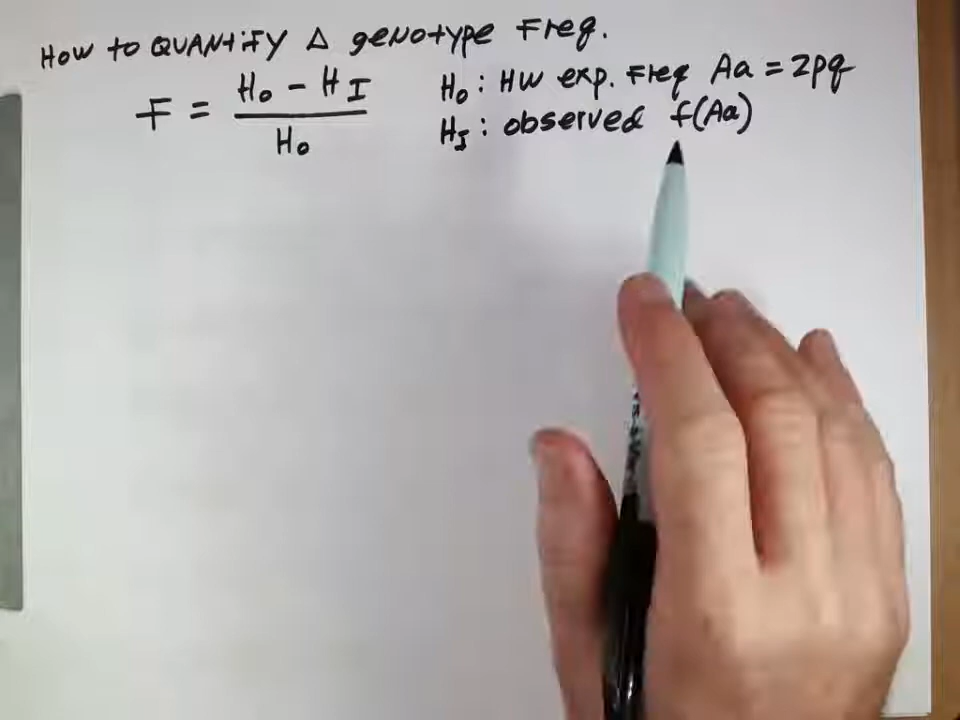 How to QUANtiFY Δ geNotype Freq.
F = (H₀ - H_I) / H₀
H₀ : HW exp. Freq Aa = 2pq
H_I : observed f(Aa)